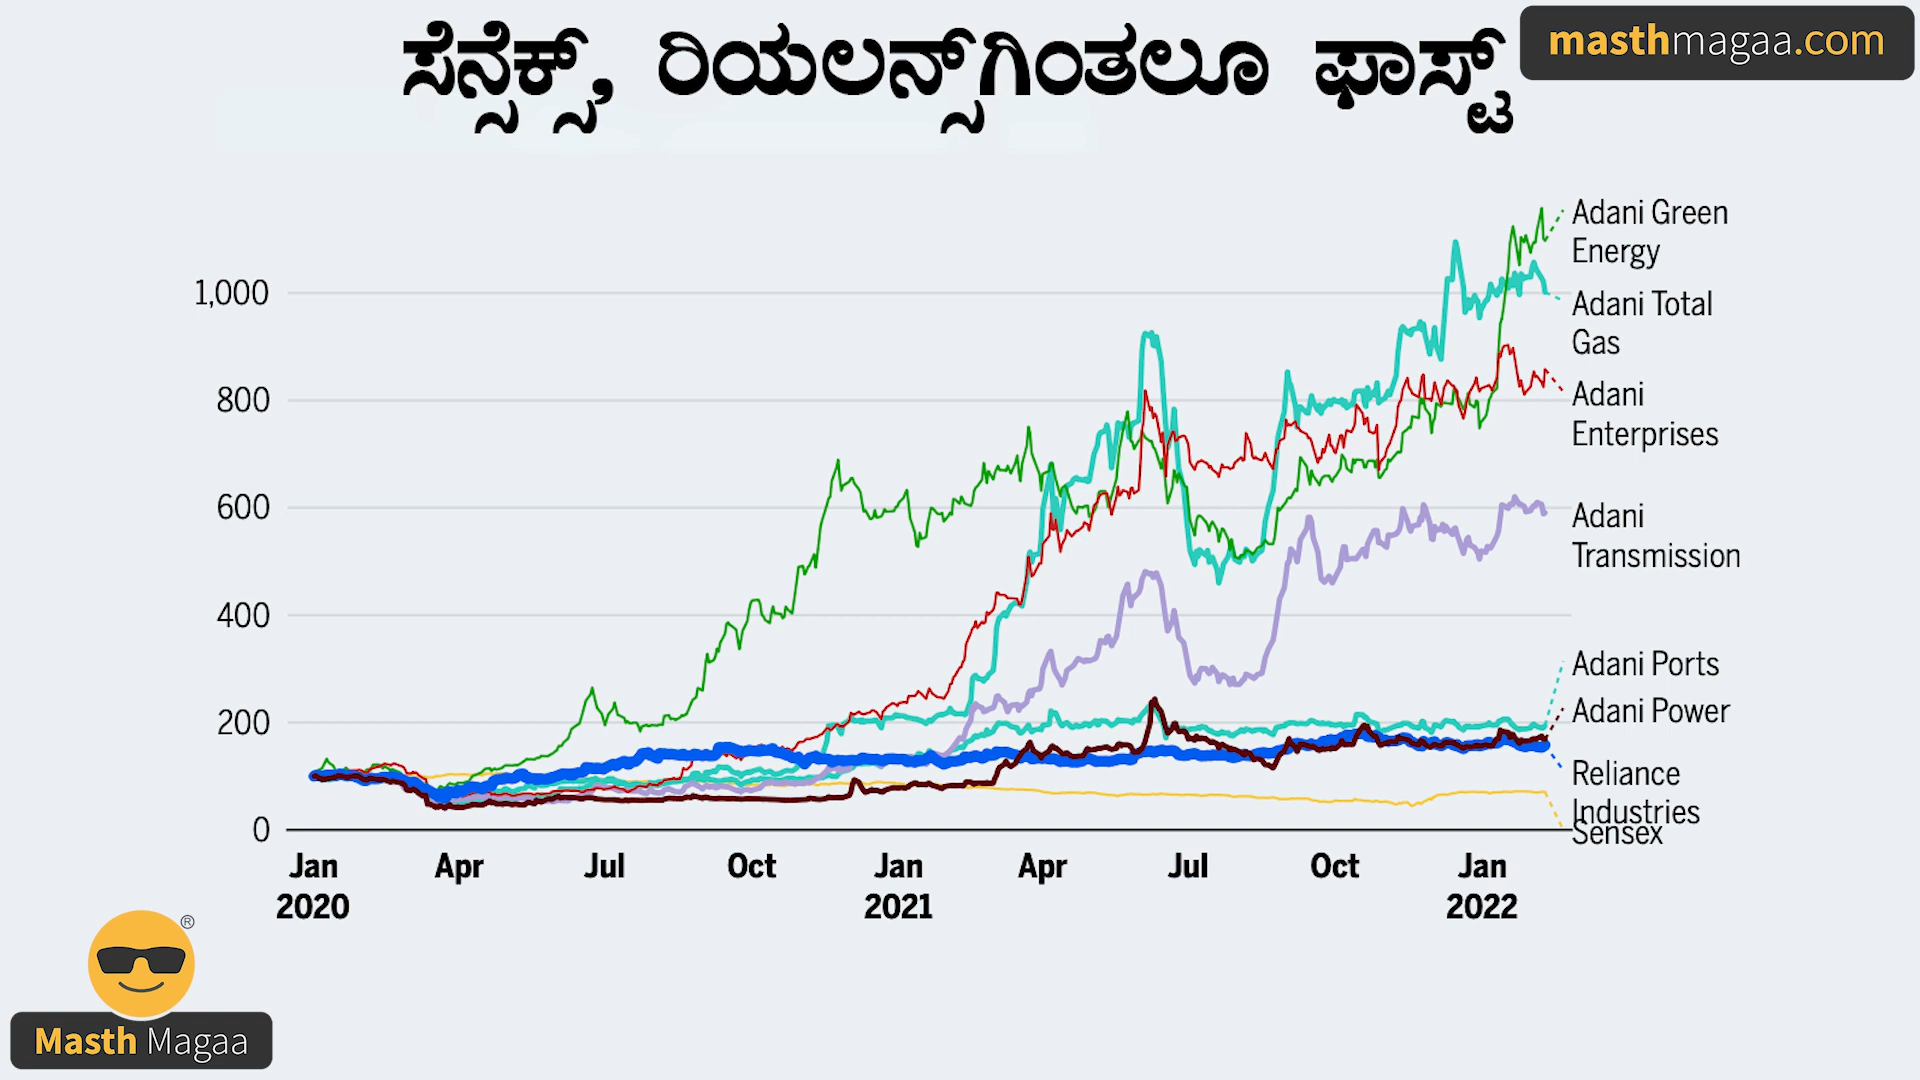 ಸೆನ್ಸೆಕ್ಸ್, ರಿಯಲನ್ಸ್‌ಗಿಂತಲೂ ಫಾಸ್ಟ್
masthmagaa.com
1,000
800
600
400
200
0
Adani Green
Energy
Adani Total
Gas
Adani
Enterprises
Adani
Transmission
Adani Ports
Adani Power
Reliance
Industries
Sensex
Jan Apr Jul Oct Jan Apr Jul Oct Jan
2020 2021 2022
®
Masth Magaa